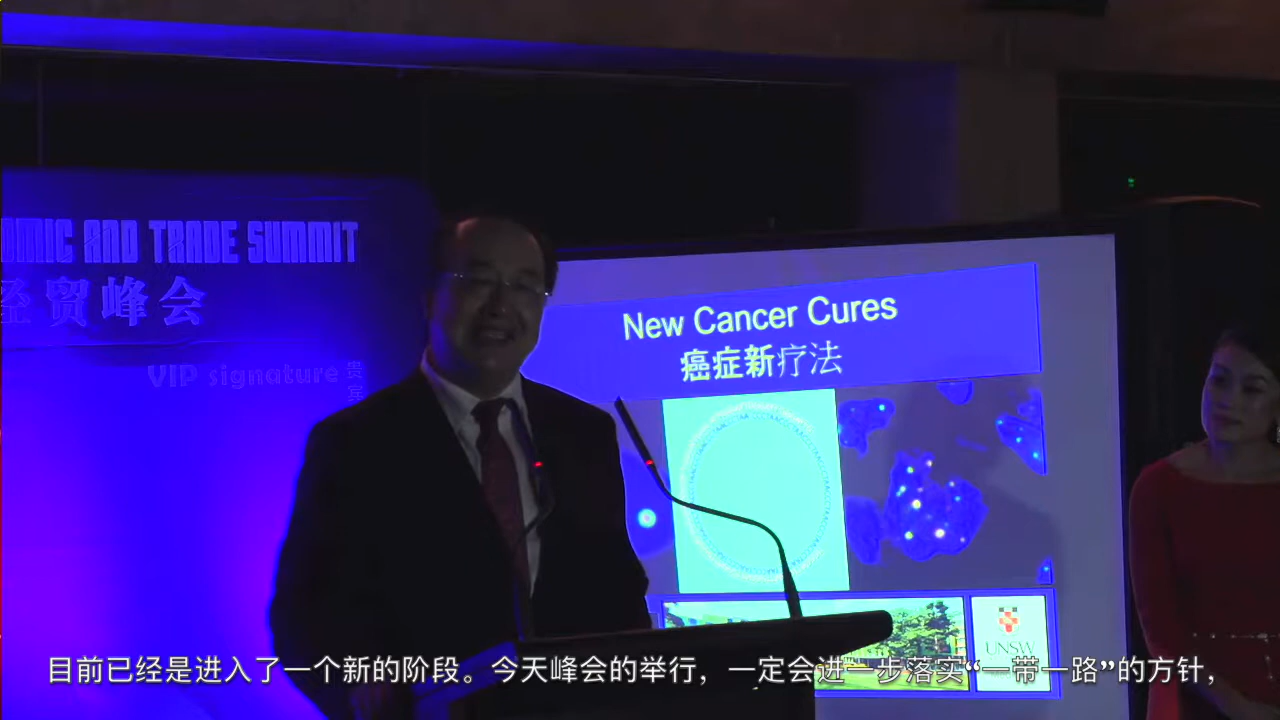 OMIC AND TRADE SUMMIT
经贸峰会
VIP signature 贵宾
New Cancer Cures
癌症新疗法
UNSW
目前已经是进入了一个新的阶段。今天峰会的举行，一定会进一步落实“一带一路”的方针，